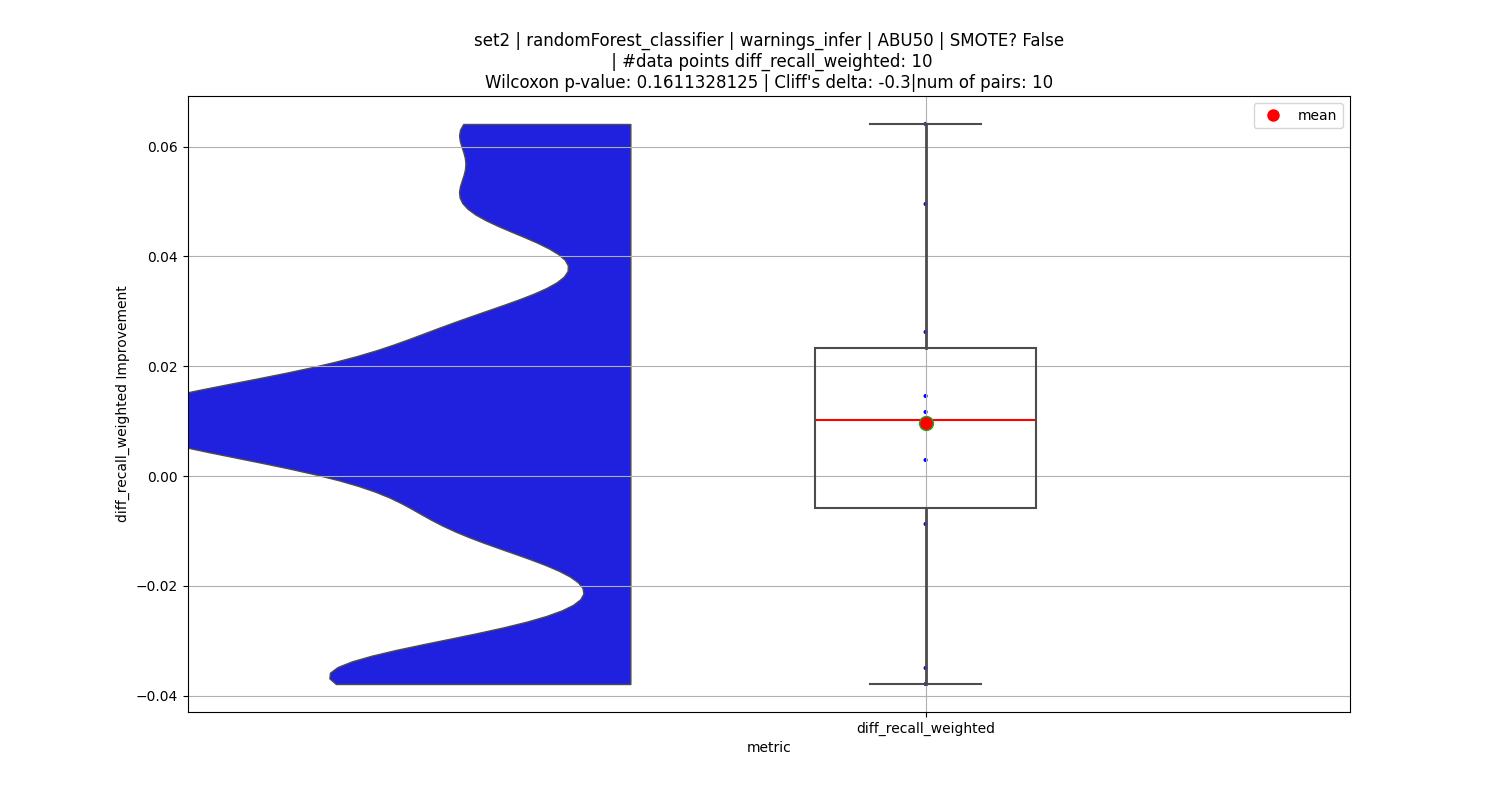 set2 | randomForest_classifier | warnings_infer | ABU50 | SMOTE? False
| #data points diff_recall_weighted: 10
Wilcoxon p-value: 0.1611328125 | Cliff's delta: -0.3|num of pairs: 10
mean
0.06
0.04
0.02
0.00
−0.02
−0.04
diff_recall_weighted Improvement
diff_recall_weighted
metric